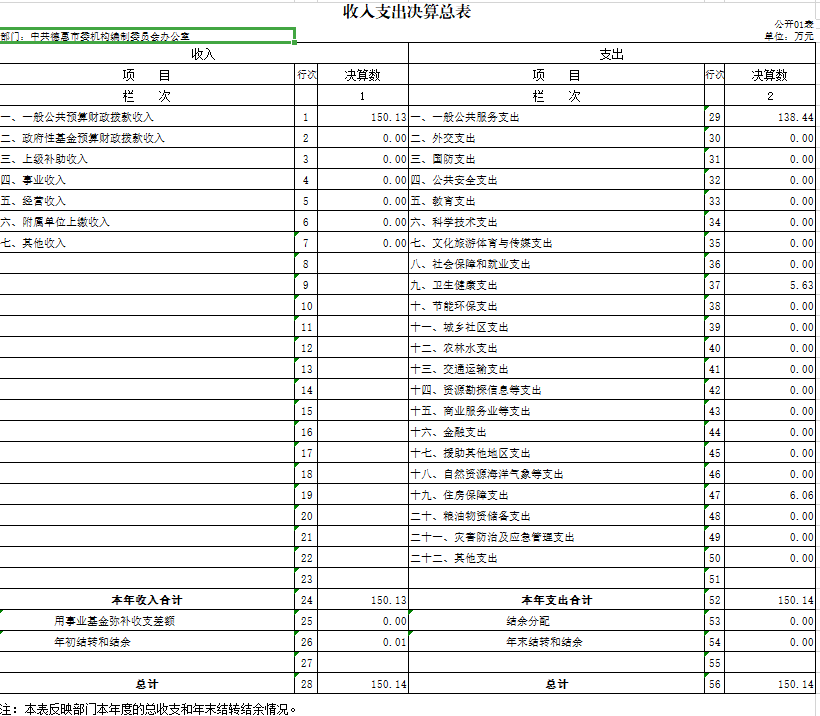 收入支出决算总表
公开01表
部门：中共德惠市委机构编制委员会办公室 单位：万元
收入 支出
项 目 行次 决算数 项 目 行次 决算数
栏 次 1 栏 次 2
一、一般公共预算财政拨款收入 1 150.13 一、一般公共服务支出 29 138.44
二、政府性基金预算财政拨款收入 2 0.00 二、外交支出 30 0.00
三、上级补助收入 3 0.00 三、国防支出 31 0.00
四、事业收入 4 0.00 四、公共安全支出 32 0.00
五、经营收入 5 0.00 五、教育支出 33 0.00
六、附属单位上缴收入 6 0.00 六、科学技术支出 34 0.00
七、其他收入 7 0.00 七、文化旅游体育与传媒支出 35 0.00
8 八、社会保障和就业支出 36 0.00
9 九、卫生健康支出 37 5.63
10 十、节能环保支出 38 0.00
11 十一、城乡社区支出 39 0.00
12 十二、农林水支出 40 0.00
13 十三、交通运输支出 41 0.00
14 十四、资源勘探信息等支出 42 0.00
15 十五、商业服务业等支出 43 0.00
16 十六、金融支出 44 0.00
17 十七、援助其他地区支出 45 0.00
18 十八、自然资源海洋气象等支出 46 0.00
19 十九、住房保障支出 47 6.06
20 二十、粮油物资储备支出 48 0.00
21 二十一、灾害防治及应急管理支出 49 0.00
22 二十二、其他支出 50 0.00
23 51
本年收入合计 24 150.13 本年支出合计 52 150.14
用事业基金弥补收支差额 25 0.00 结余分配 53 0.00
年初结转和结余 26 0.01 年末结转和结余 54 0.00
27 55
总计 28 150.14 总计 56 150.14
注：本表反映部门本年度的总收支和年末结转结余情况。